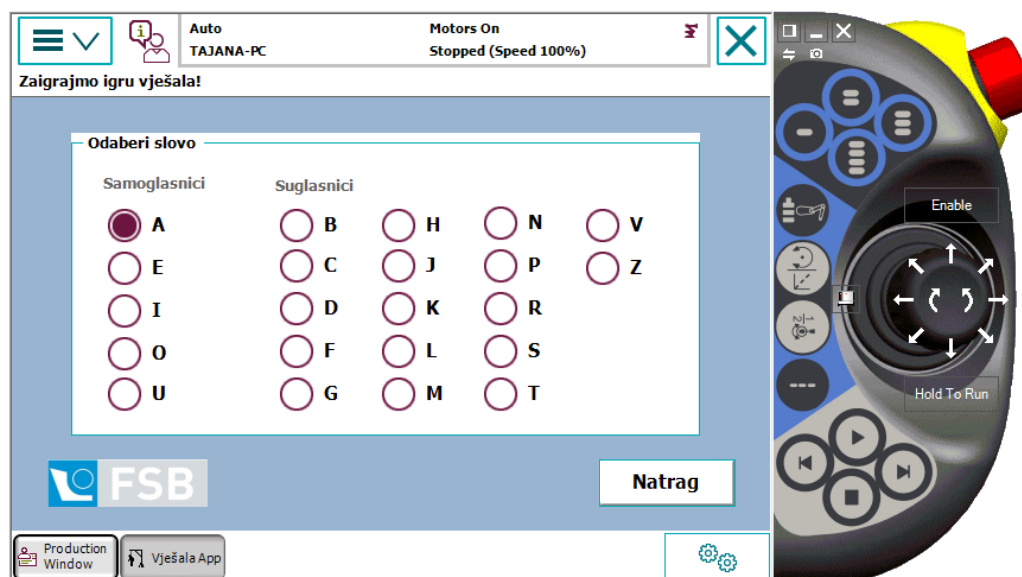 Auto
Motors On
TAJANA-PC
Stopped (Speed 100%)
Zaigrajmo igru vješala!
Odaberi slovo
Samoglasnici
Suglasnici
A B H N V
E C J P Z
I D K R
O F L S
U G M T
FSB
Natrag
Production Window
Vješala App
Enable
Hold To Run